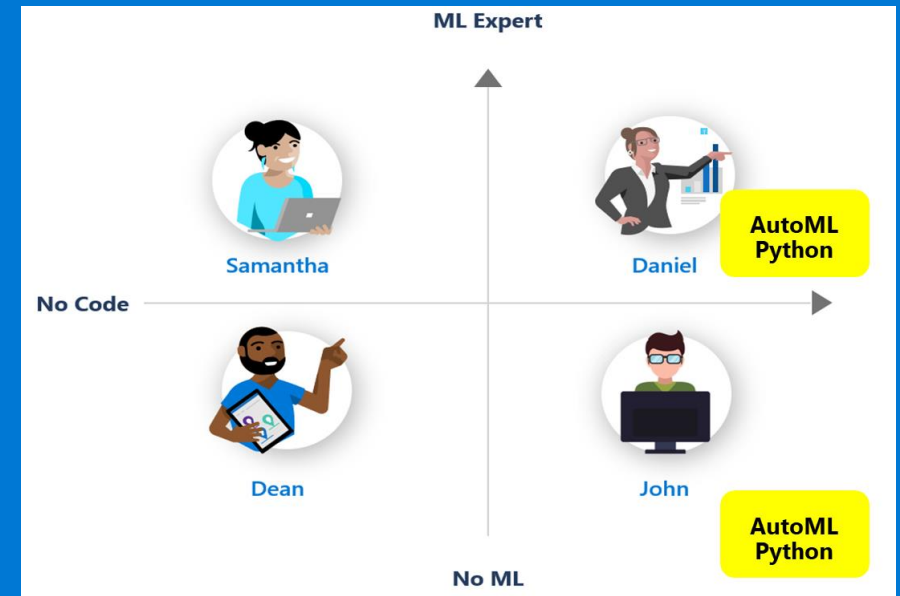 ML Expert
Samantha
Daniel
AutoML
Python
No Code
Dean
John
AutoML
Python
No ML